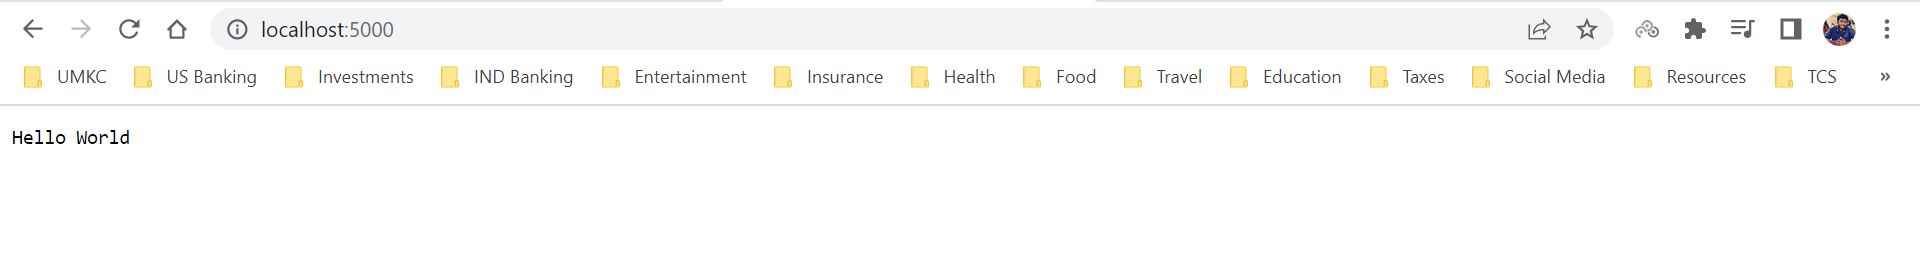 localhost:5000
UMKC US Banking Investments IND Banking Entertainment Insurance Health Food Travel Education Taxes Social Media Resources TCS »
Hello World